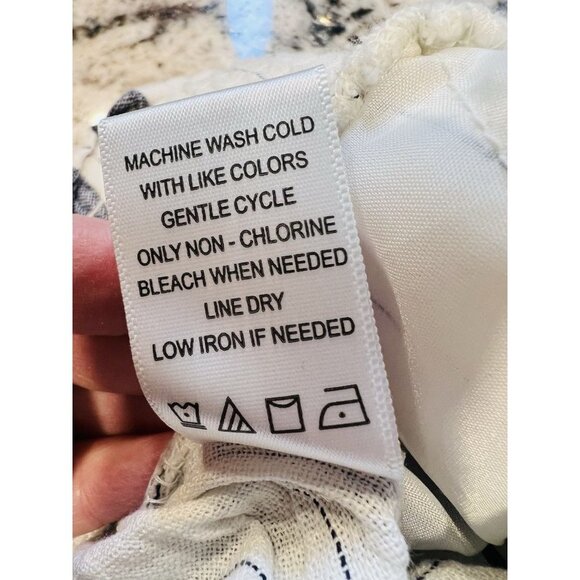 MACHINE WASH COLD
WITH LIKE COLORS
GENTLE CYCLE
ONLY NON - CHLORINE
BLEACH WHEN NEEDED
LINE DRY
LOW IRON IF NEEDED